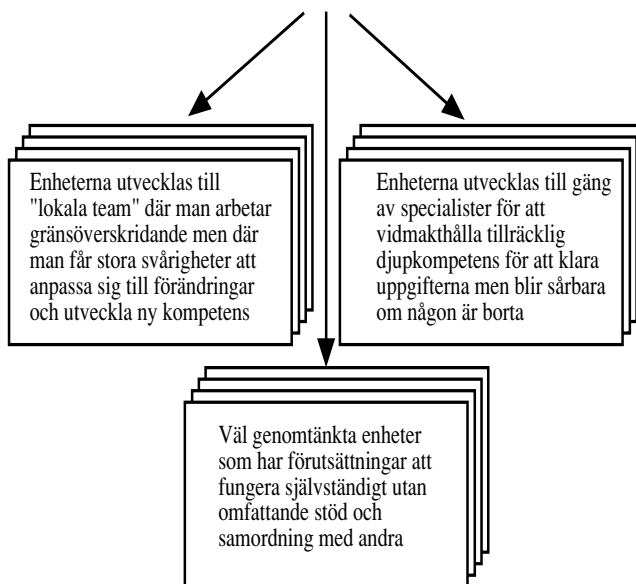 Enheterna utvecklas till
"lokala team" där man arbetar
gränsöverskridande men där
man får stora svårigheter att
anpassa sig till förändringar
och utveckla ny kompetens
Enheterna utvecklas till gäng
av specialister för att
vidmakthålla tillräcklig
djupkompetens för att klara
uppgifterna men blir sårbara
om någon är borta
Väl genomtänkta enheter
som har förutsättningar att
fungera självständigt utan
omfattande stöd och
samordning med andra